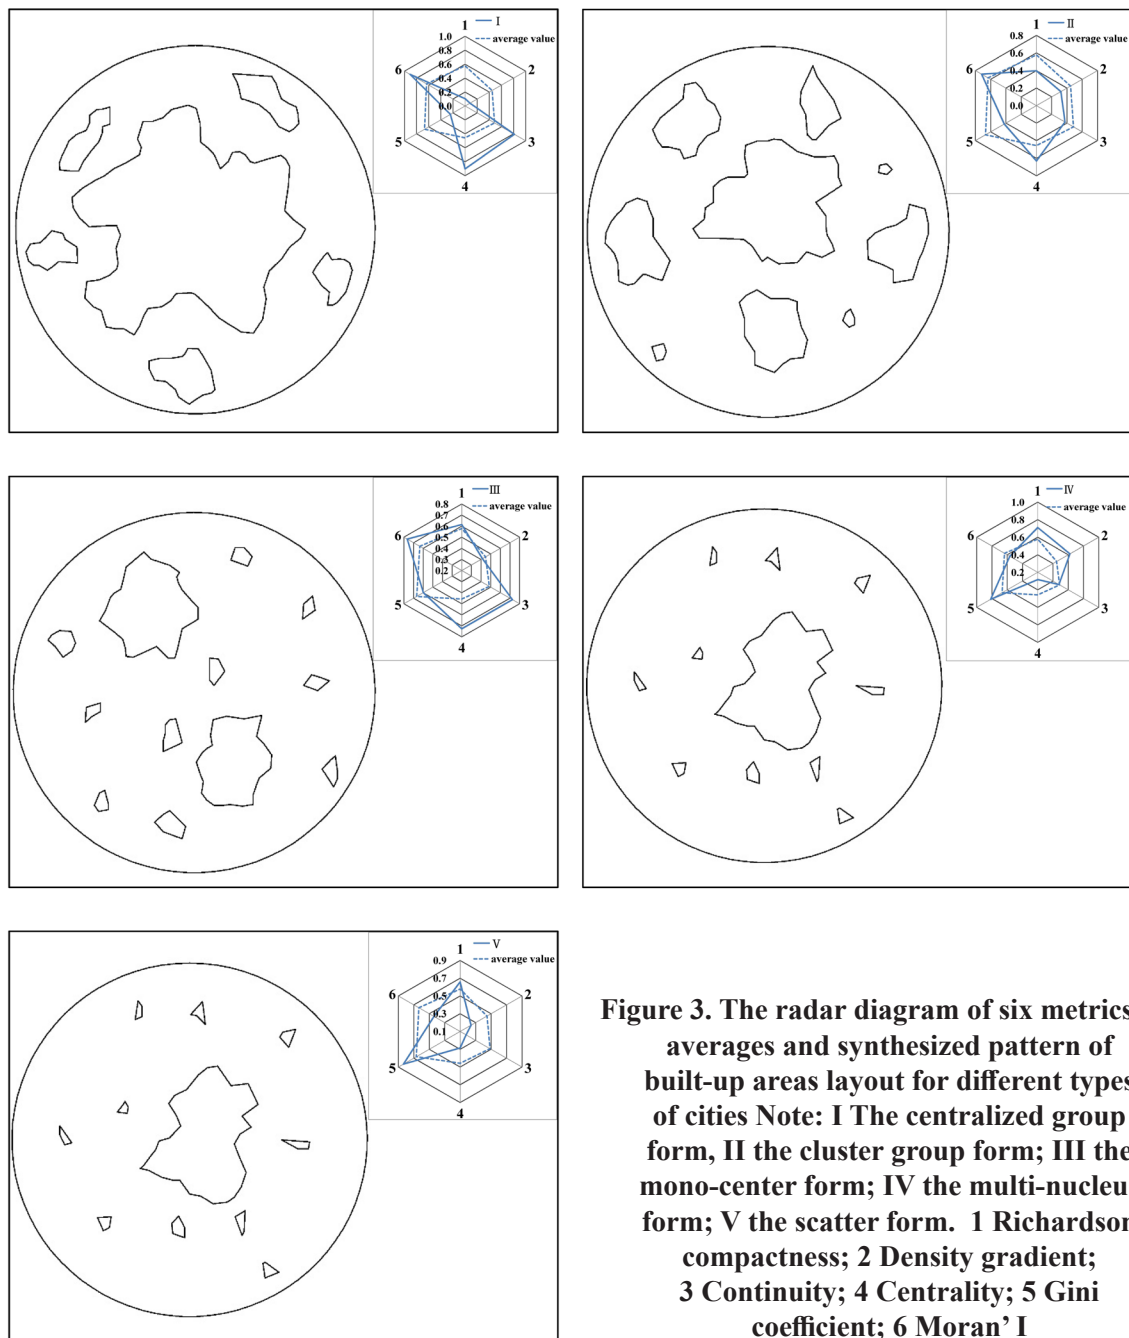 1
I
average value
1.0
0.8
0.6
0.4
0.2
0.0
6
2
5
3
4
1
II
average value
0.8
0.6
0.4
0.2
0.0
6
2
5
3
4
1
III
average value
0.8
0.7
0.6
0.5
0.4
0.3
0.2
6
2
5
3
4
1
IV
average value
1.0
0.8
0.6
0.4
0.2
6
2
5
3
4
1
V
average value
0.9
0.7
0.5
0.3
0.1
6
2
5
3
4
Figure 3. The radar diagram of six metrics
averages and synthesized pattern of
built-up areas layout for different types
of cities Note: I The centralized group
form, II the cluster group form; III the
mono-center form; IV the multi-nucleu
form; V the scatter form. 1 Richardson
compactness; 2 Density gradient;
3 Continuity; 4 Centrality; 5 Gini
coefficient; 6 Moran’ I